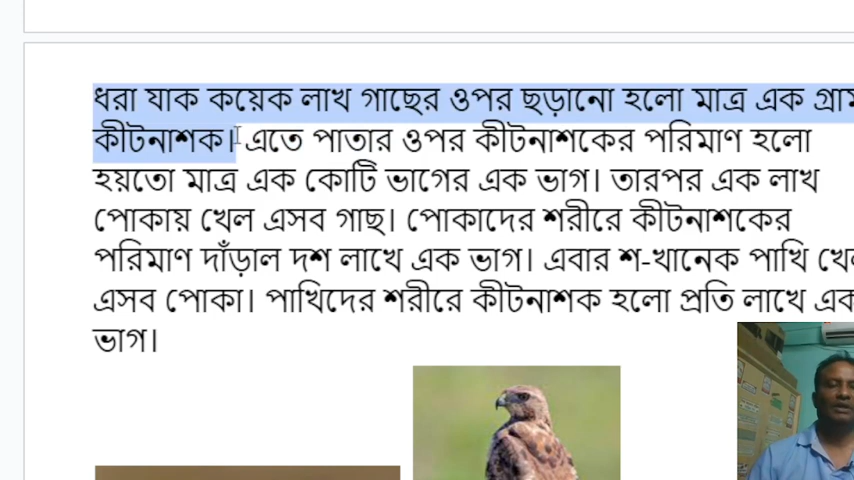 ধরা যাক কয়েক লাখ গাছের ওপর ছড়ানো হলো মাত্র এক
কীটনাশক। এতে পাতার ওপর কীটনাশকের পরিমাণ হলো
হয়তো মাত্র এক কোটি ভাগের এক ভাগ। তারপর এক লাখ
পোকায় খেল এসব গাছ। পোকাদের শরীরে কীটনাশকের
পরিমাণ দাঁড়াল দশ লাখে এক ভাগ। এবার শ-খানেক পাখি
এসব পোকা। পাখিদের শরীরে কীটনাশক হলো প্রতি লাখে
ভাগ।